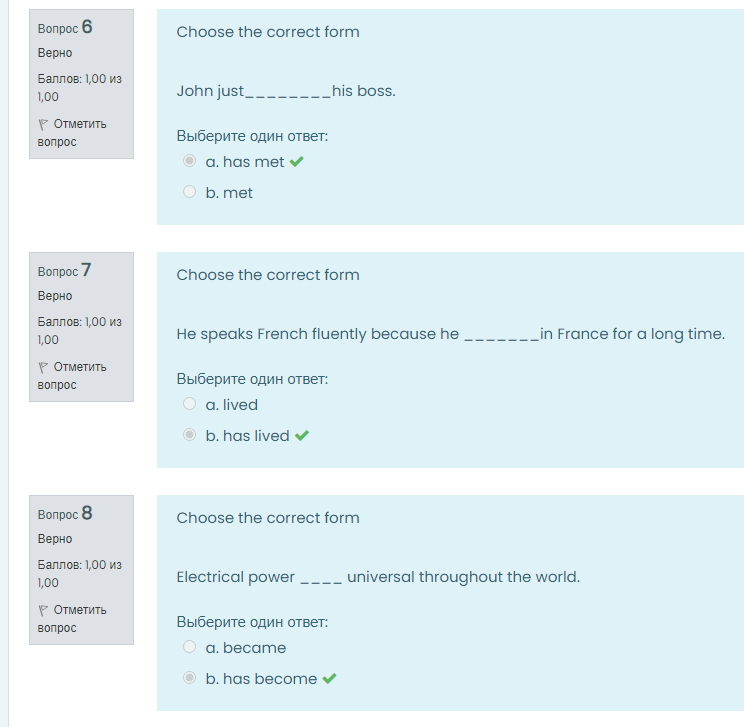 Вопрос 6
Верно
Баллов: 1,00 из
1,00
Отметить
вопрос
Choose the correct form
John just________his boss.
Выберите один ответ:
a. has met
b. met
Вопрос 7
Верно
Баллов: 1,00 из
1,00
Отметить
вопрос
Choose the correct form
He speaks French fluently because he _______in France for a long time.
Выберите один ответ:
a. lived
b. has lived
Вопрос 8
Верно
Баллов: 1,00 из
1,00
Отметить
вопрос
Choose the correct form
Electrical power ____ universal throughout the world.
Выберите один ответ:
a. became
b. has become